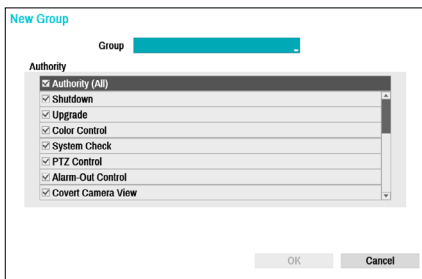 New Group
Group
Authority
Authority (All)
Shutdown
Upgrade
Color Control
System Check
PTZ Control
Alarm-Out Control
Covert Camera View
OK Cancel